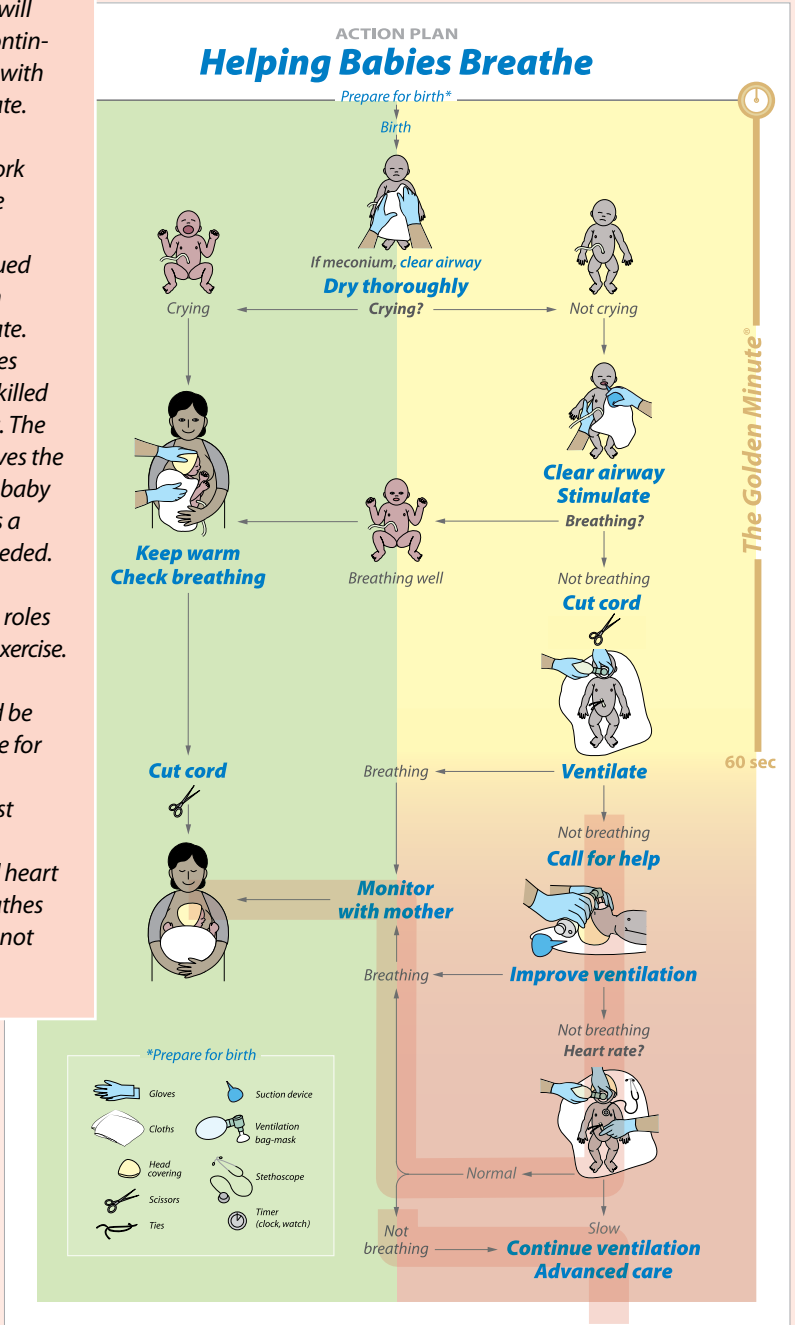 will
ontin-
with
te.
ork
e
ued
te.
es
killed
. The
ves the
baby
s a
eeded.
roles
xercise.
d be
e for
st
heart
thes
not
ACTION PLAN
Helping Babies Breathe
Prepare for birth*
Birth
If meconium, clear airway
Dry thoroughly
Crying
Crying?
Not crying
The Golden Minute®
Clear airway
Stimulate
Breathing?
Keep warm
Check breathing
Breathing well
Not breathing
Cut cord
Cut cord
Breathing
Ventilate
60 sec
Not breathing
Call for help
Monitor
with mother
Breathing
Improve ventilation
Not breathing
Heart rate?
*Prepare for birth
Gloves
Suction device
Cloths
Ventilation
bag-mask
Head
covering
Stethoscope
Scissors
Ties
Timer
(clock, watch)
Normal
Not
breathing
Slow
Continue ventilation
Advanced care